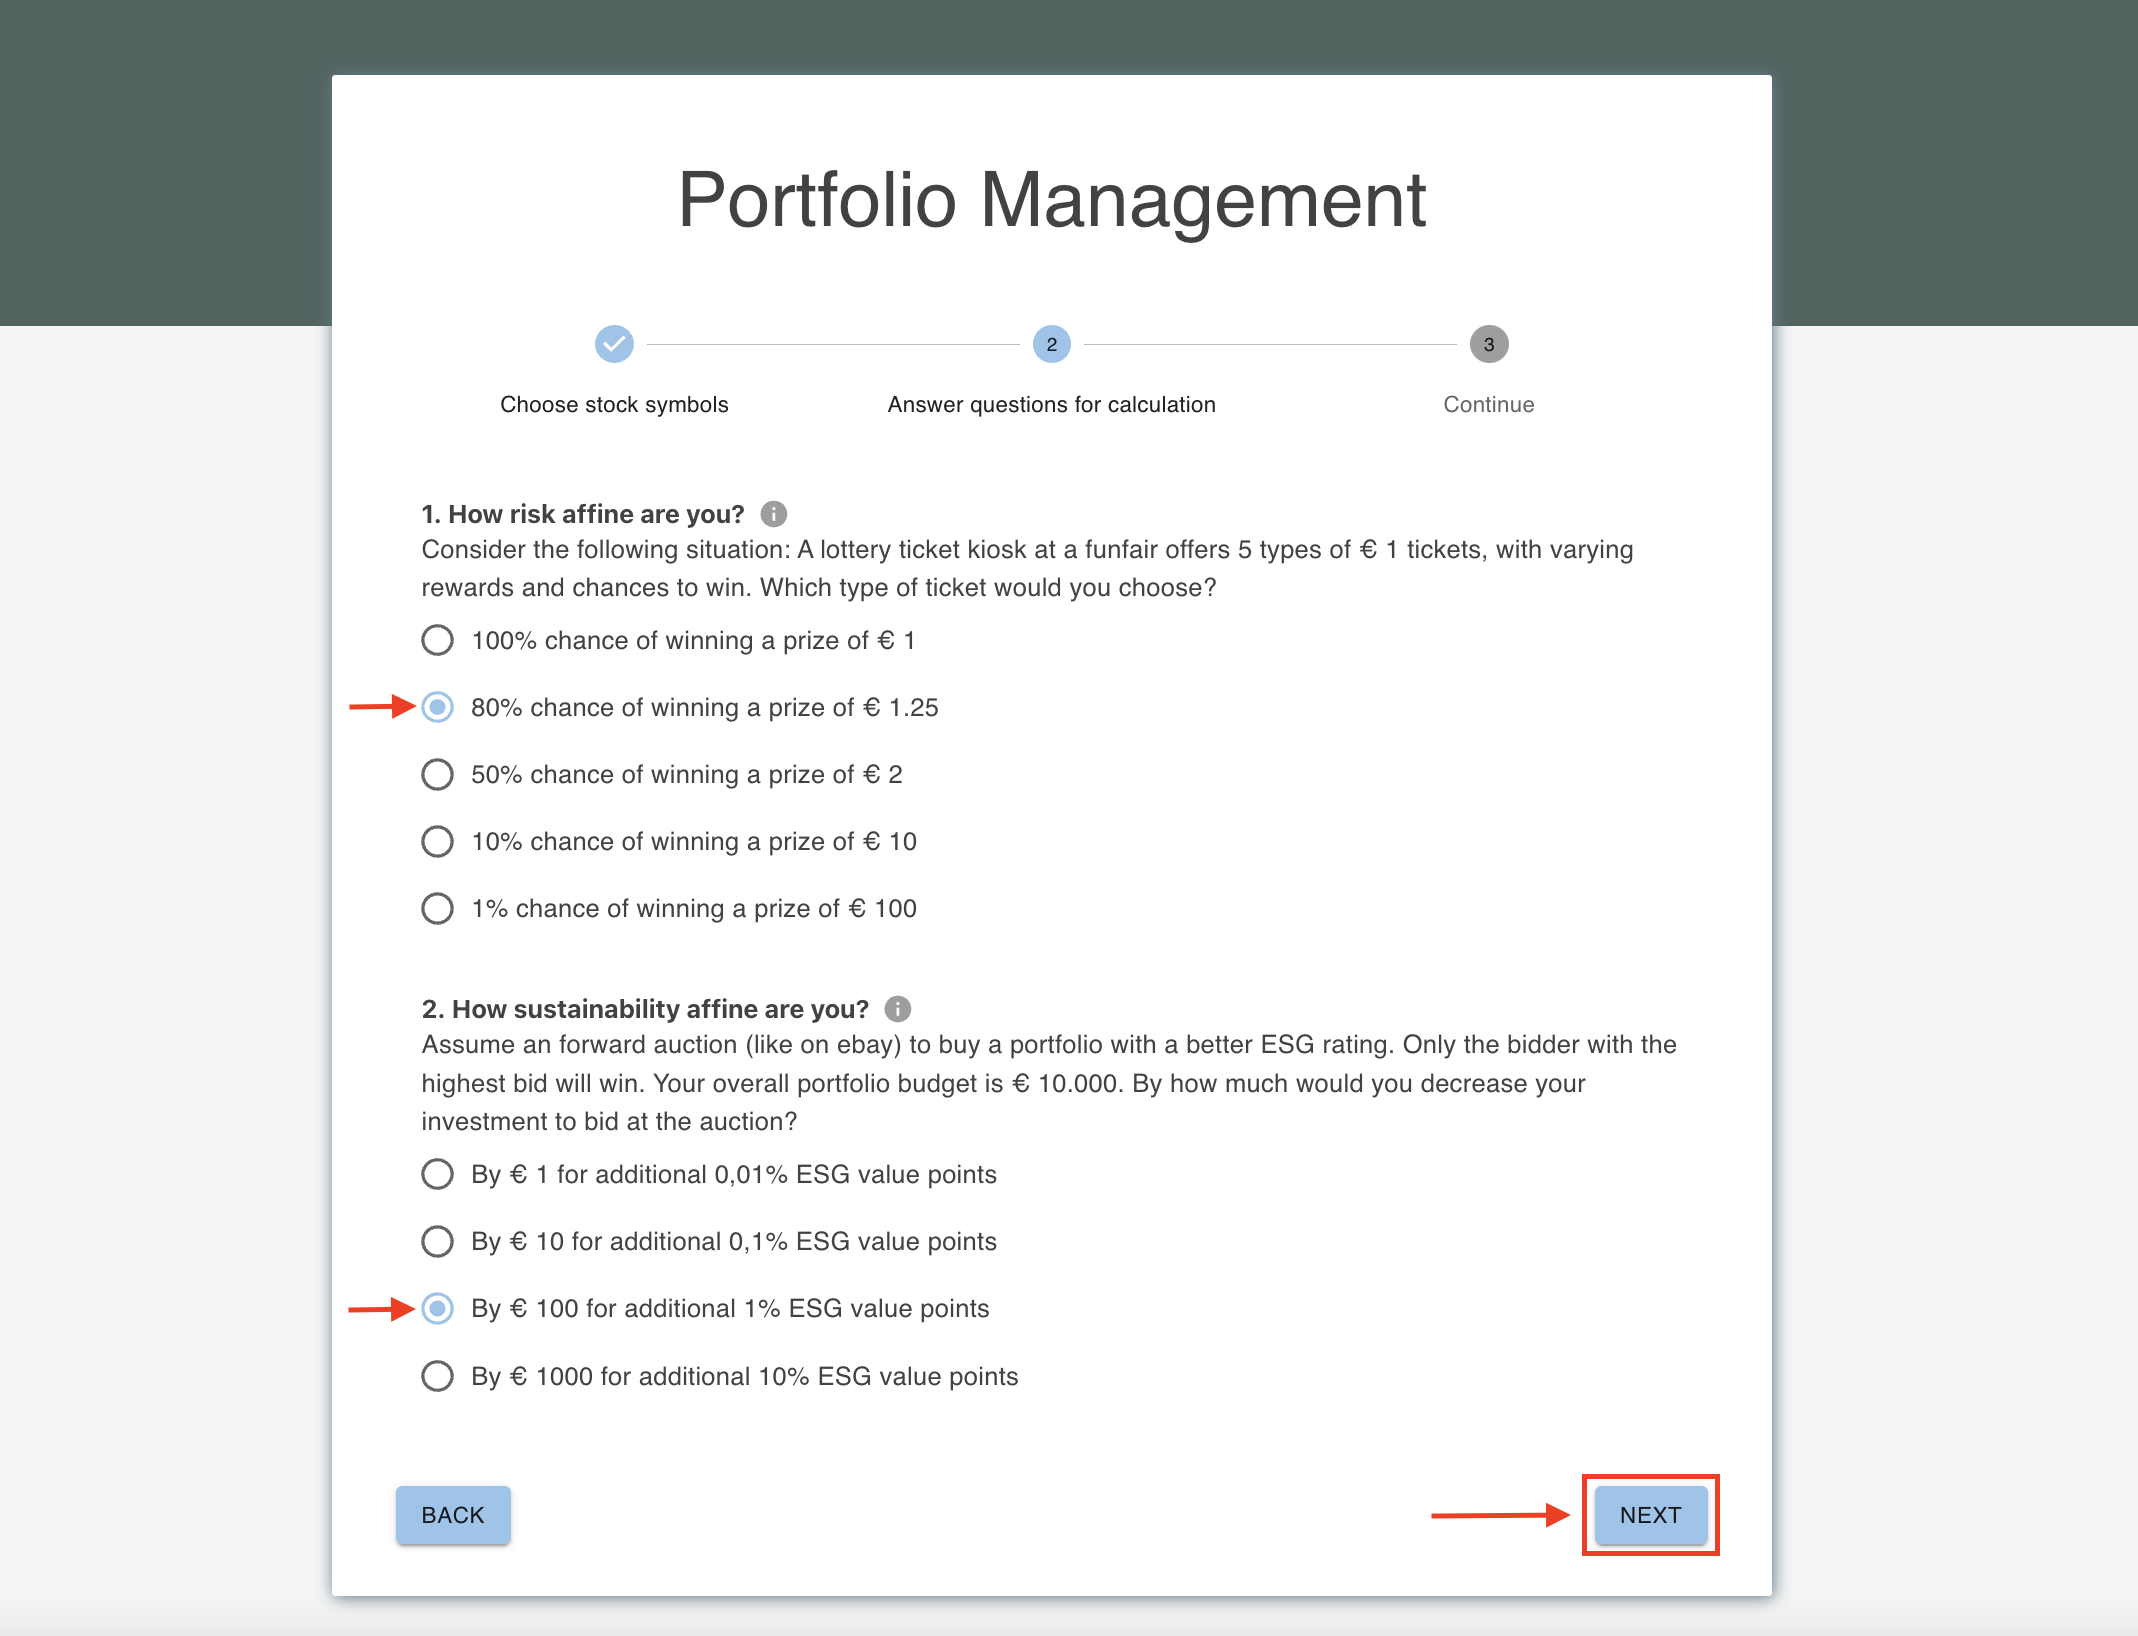 Portfolio Management
2
3
Choose stock symbols
Answer questions for calculation
Continue
1. How risk affine are you? i
Consider the following situation: A lottery ticket kiosk at a funfair offers 5 types of € 1 tickets, with varying
rewards and chances to win. Which type of ticket would you choose?
100% chance of winning a prize of € 1
80% chance of winning a prize of € 1.25
50% chance of winning a prize of € 2
10% chance of winning a prize of € 10
1% chance of winning a prize of € 100
2. How sustainability affine are you? i
Assume an forward auction (like on ebay) to buy a portfolio with a better ESG rating. Only the bidder with the
highest bid will win. Your overall portfolio budget is € 10.000. By how much would you decrease your
investment to bid at the auction?
By € 1 for additional 0,01% ESG value points
By € 10 for additional 0,1% ESG value points
By € 100 for additional 1% ESG value points
By € 1000 for additional 10% ESG value points
BACK
NEXT